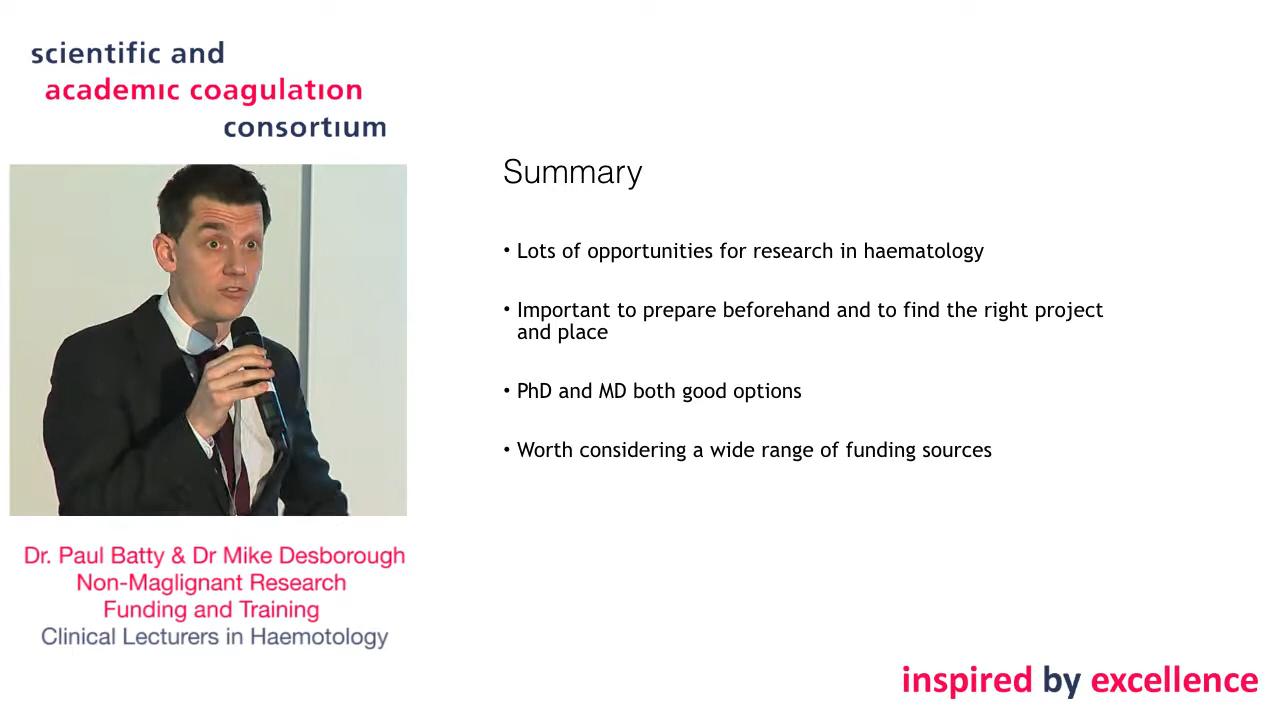 scientific and
academic coagulation
consortium
Summary
• Lots of opportunities for research in haematology
• Important to prepare beforehand and to find the right project
and place
• PhD and MD both good options
• Worth considering a wide range of funding sources
Dr. Paul Batty & Dr Mike Desborough
Non-Maglignant Research
Funding and Training
Clinical Lecturers in Haemotology
inspired by excellence